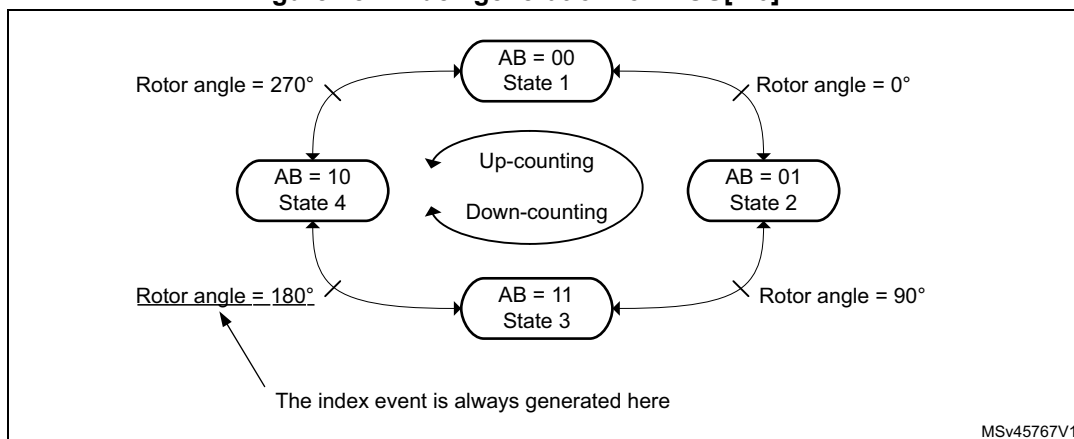 AB = 00
State 1
Rotor angle = 270°
Rotor angle = 0°
Up-counting
AB = 10
State 4
AB = 01
State 2
Down-counting
Rotor angle = 180°
AB = 11
State 3
Rotor angle = 90°
The index event is always generated here
MSv45767V1